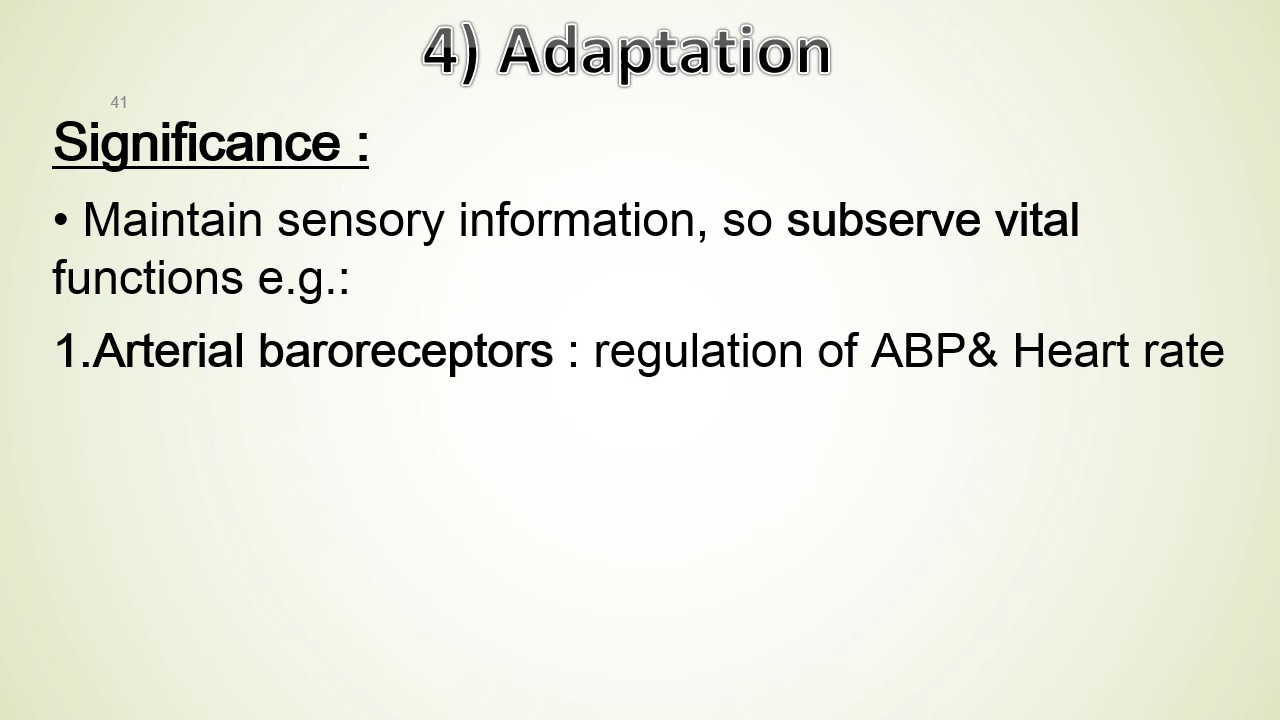 4) Adaptation
41
Significance :
• Maintain sensory information, so subserve vital
functions e.g.:
1.Arterial baroreceptors : regulation of ABP& Heart rate